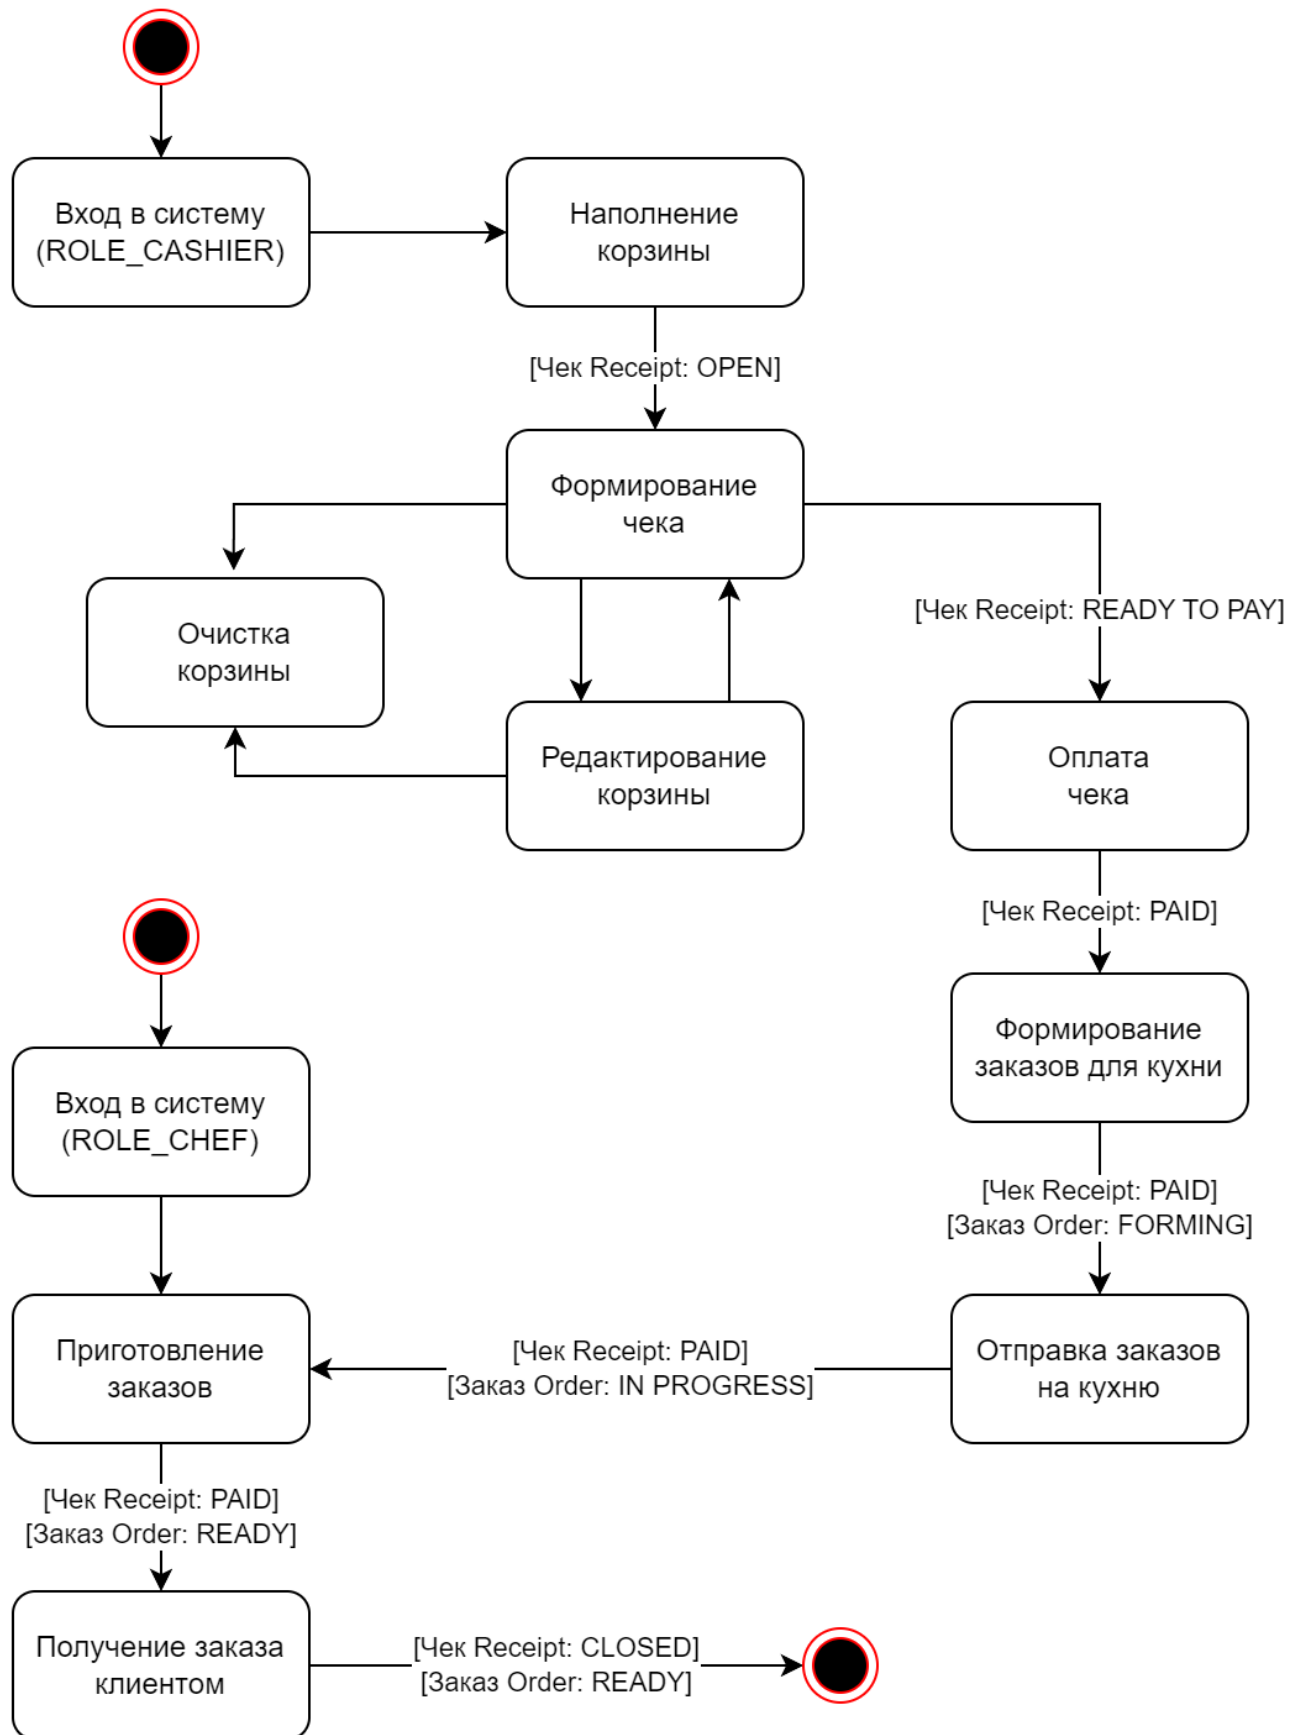 Вход в систему
(ROLE_CASHIER)
Наполнение
корзины
[Чек Receipt: OPEN]
Формирование
чека
Очистка
корзины
[Чек Receipt: READY TO PAY]
Редактирование
корзины
Оплата
чека
[Чек Receipt: PAID]
Формирование
заказов для кухни
Вход в систему
(ROLE_CHEF)
[Чек Receipt: PAID]
[Заказ Order: FORMING]
Отправка заказов
на кухню
[Чек Receipt: PAID]
[Заказ Order: IN PROGRESS]
Приготовление
заказов
[Чек Receipt: PAID]
[Заказ Order: READY]
Получение заказа
клиентом
[Чек Receipt: CLOSED]
[Заказ Order: READY]